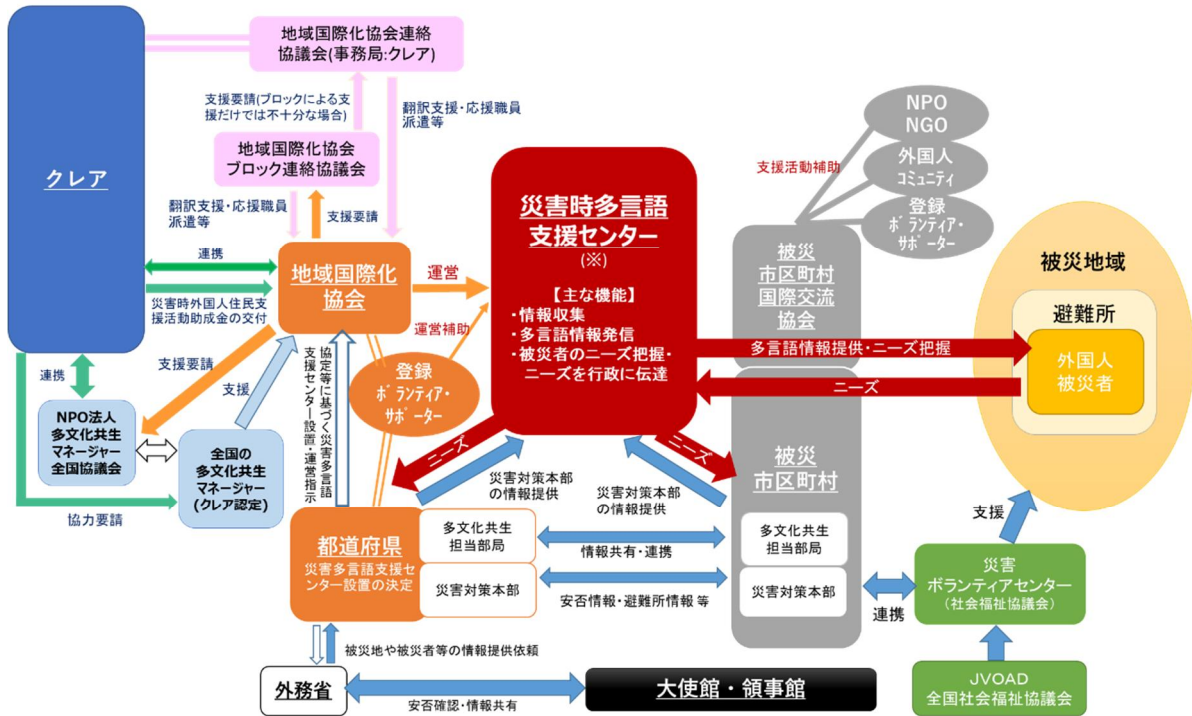 クレア
地域国際化協会連絡
協議会(事務局:クレア)
支援要請(ブロックによる支
援だけでは不十分な場合)
翻訳支援・応援職員
派遣等
地域国際化協会
ブロック連絡協議会
翻訳支援・応援職員
派遣等
支援要請
連携
災害時外国人住民支
援活動助成金の交付
地域国際化
協会
運営
運営補助
支援要請
支援
連携
NPO法人
多文化共生
マネージャー
全国協議会
全国の
多文化共生
マネージャー
(クレア認定)
協力要請
協定等に基づく災害多言語
支援センター設置・運営指示
登録
ボランティア・
サポーター
災害時多言語
支援センター
(※)
【主な機能】
・情報収集
・多言語情報発信
・被災者のニーズ把握・
ニーズを行政に伝達
NPO
NGO
外国人
コミュニティ
登録
ボランティア・
サポーター
支援活動補助
被災
市区町村
国際交流
協会
被災地域
避難所
外国人
被災者
多言語情報提供・ニーズ把握
ニーズ
ニーズ
ニーズ
災害対策本部
の情報提供
災害対策本部
の情報提供
被災
市区町村
都道府県
災害多言語支援セ
ンター設置の決定
多文化共生
担当部局
災害対策本部
情報共有・連携
安否情報・避難所情報 等
多文化共生
担当部局
災害対策本部
連携
支援
災害
ボランティアセンター
(社会福祉協議会)
JVOAD
全国社会福祉協議会
被災地や被災者等の情報提供依頼
外務省
安否確認・情報共有
大使館・領事館